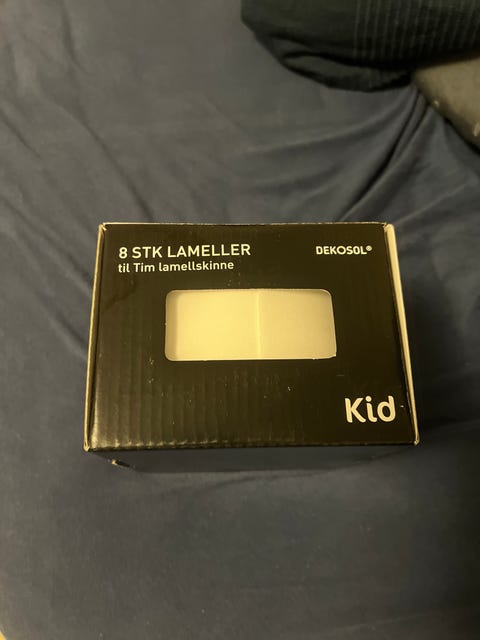 8 STK LAMELLER
til Tim lamellskinne
DEKOSOL®
Kid